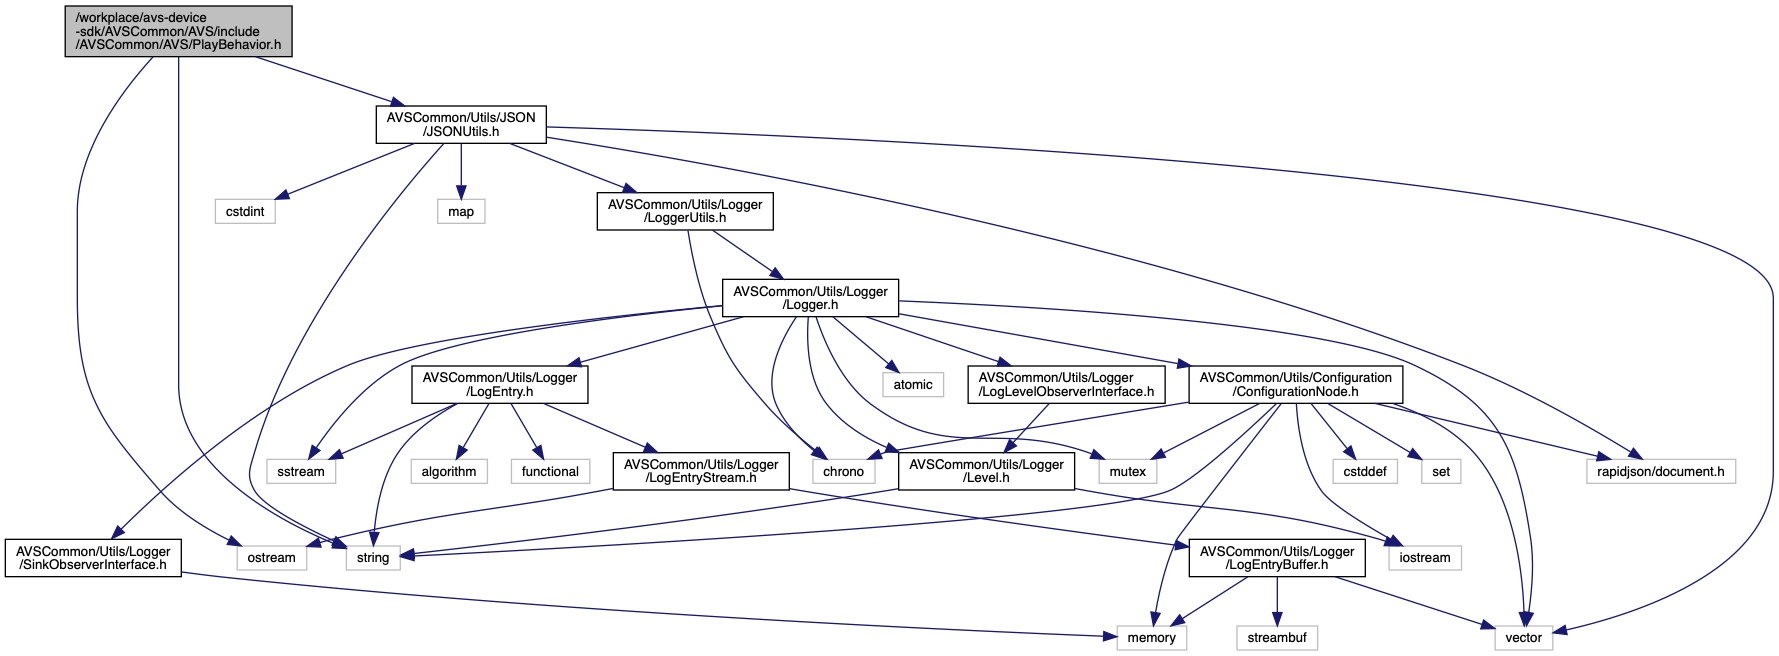 /workplace/avs-device
-sdk/AVSCommon/AVS/include
/AVSCommon/AVS/PlayBehavior.h
AVSCommon/Utils/JSON
/JSONUtils.h
cstdint
map
AVSCommon/Utils/Logger
/LoggerUtils.h
AVSCommon/Utils/Logger
/Logger.h
AVSCommon/Utils/Logger
/LogEntry.h
atomic
AVSCommon/Utils/Logger
/LogLevelObserverInterface.h
AVSCommon/Utils/Configuration
/ConfigurationNode.h
sstream
algorithm
functional
AVSCommon/Utils/Logger
/LogEntryStream.h
chrono
AVSCommon/Utils/Logger
/Level.h
mutex
cstddef
set
rapidjson/document.h
AVSCommon/Utils/Logger
/SinkObserverInterface.h
ostream
string
AVSCommon/Utils/Logger
/LogEntryBuffer.h
iostream
memory
streambuf
vector